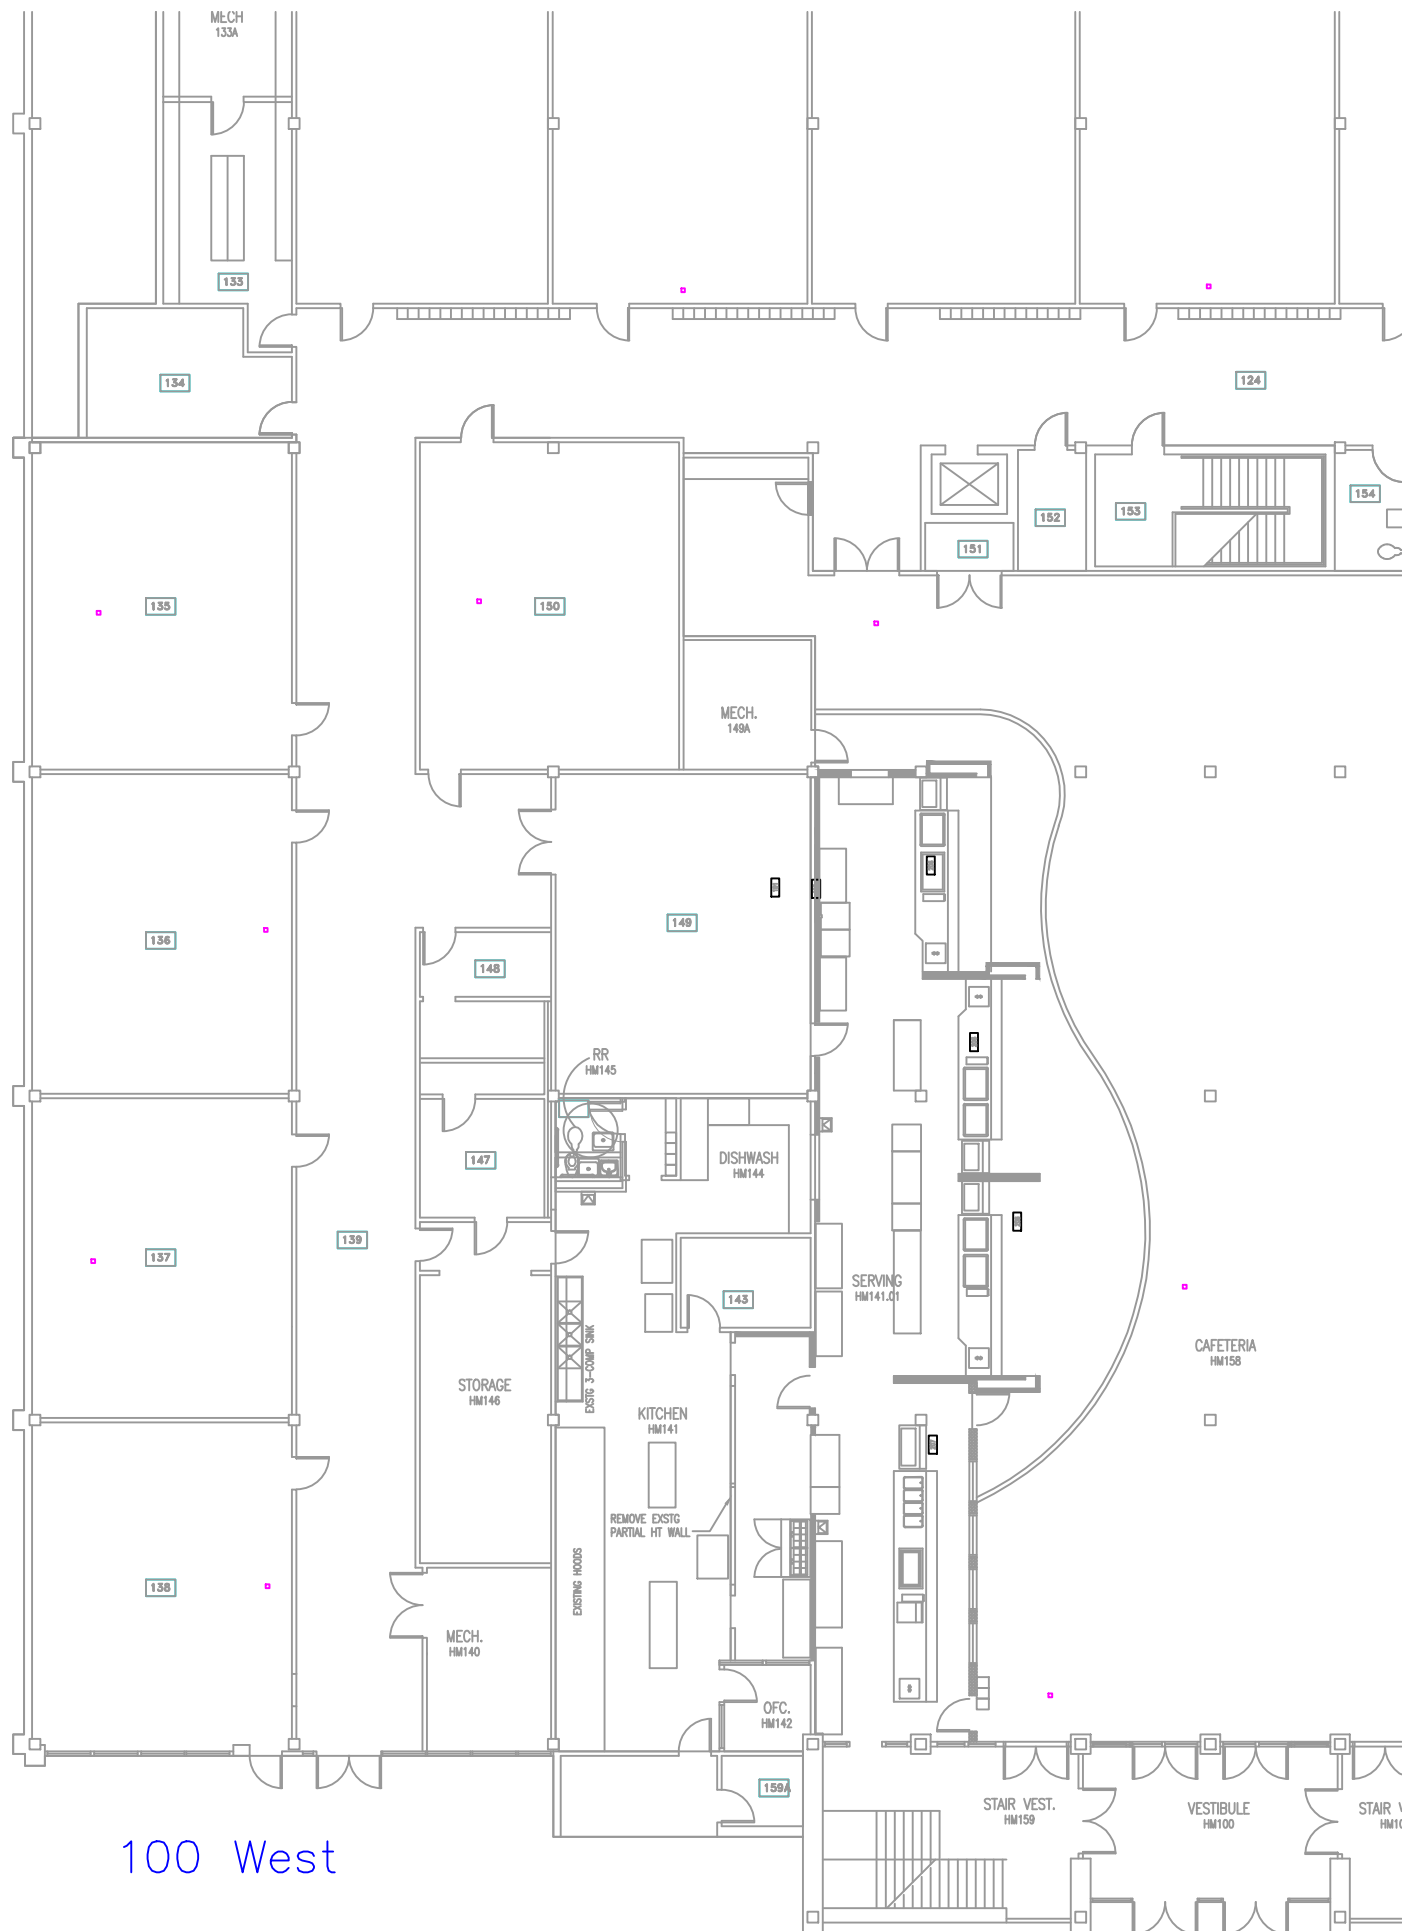 MECH
133A
133
134
124
154
152
153
151
135
150
MECH.
149A
149
136
148
RR
HM145
DISHWASH
HM144
147
139
137
143
SERVING
HM141.01
EXSTG 3-COMP SINK
CAFETERIA
HM158
STORAGE
HM146
KITCHEN
HM141
REMOVE EXSTG
PARTIAL HT WALL
EXISTING HOODS
138
MECH.
HM140
OFC.
HM142
159A
STAIR VEST.
HM159
VESTIBULE
HM100
STAIR V
HM10
100 West